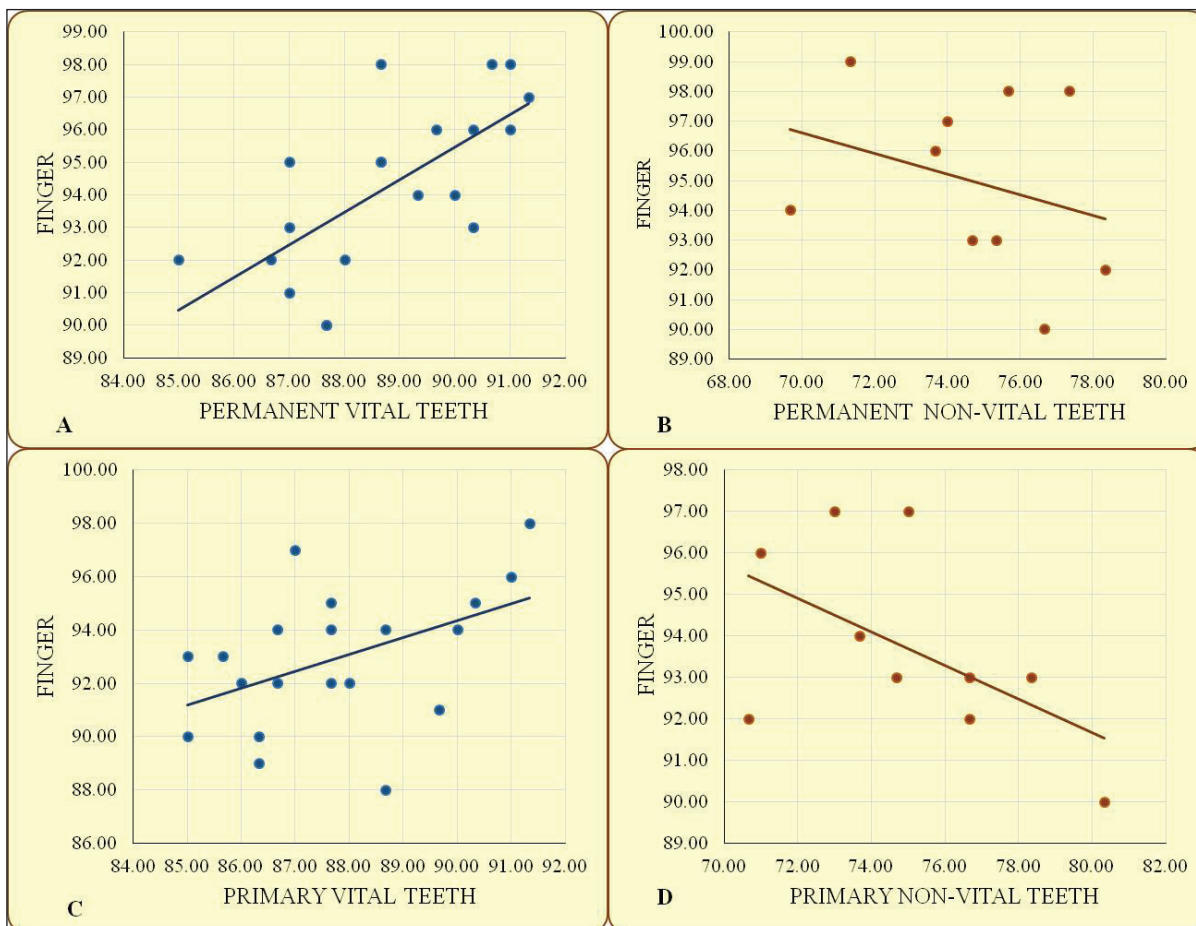 99.00
98.00
97.00
96.00
95.00
94.00
93.00
92.00
91.00
90.00
89.00
FINGER
84.00 85.00 86.00 87.00 88.00 89.00 90.00 91.00 92.00
PERMANENT VITAL TEETH
A
100.00
99.00
98.00
97.00
96.00
95.00
94.00
93.00
92.00
91.00
90.00
89.00
FINGER
68.00 70.00 72.00 74.00 76.00 78.00 80.00
PERMANENT NON-VITAL TEETH
B
100.00
98.00
96.00
94.00
92.00
90.00
88.00
86.00
FINGER
84.00 85.00 86.00 87.00 88.00 89.00 90.00 91.00 92.00
PRIMARY VITAL TEETH
C
98.00
97.00
96.00
95.00
94.00
93.00
92.00
91.00
90.00
89.00
FINGER
70.00 72.00 74.00 76.00 78.00 80.00 82.00
PRIMARY NON-VITAL TEETH
D